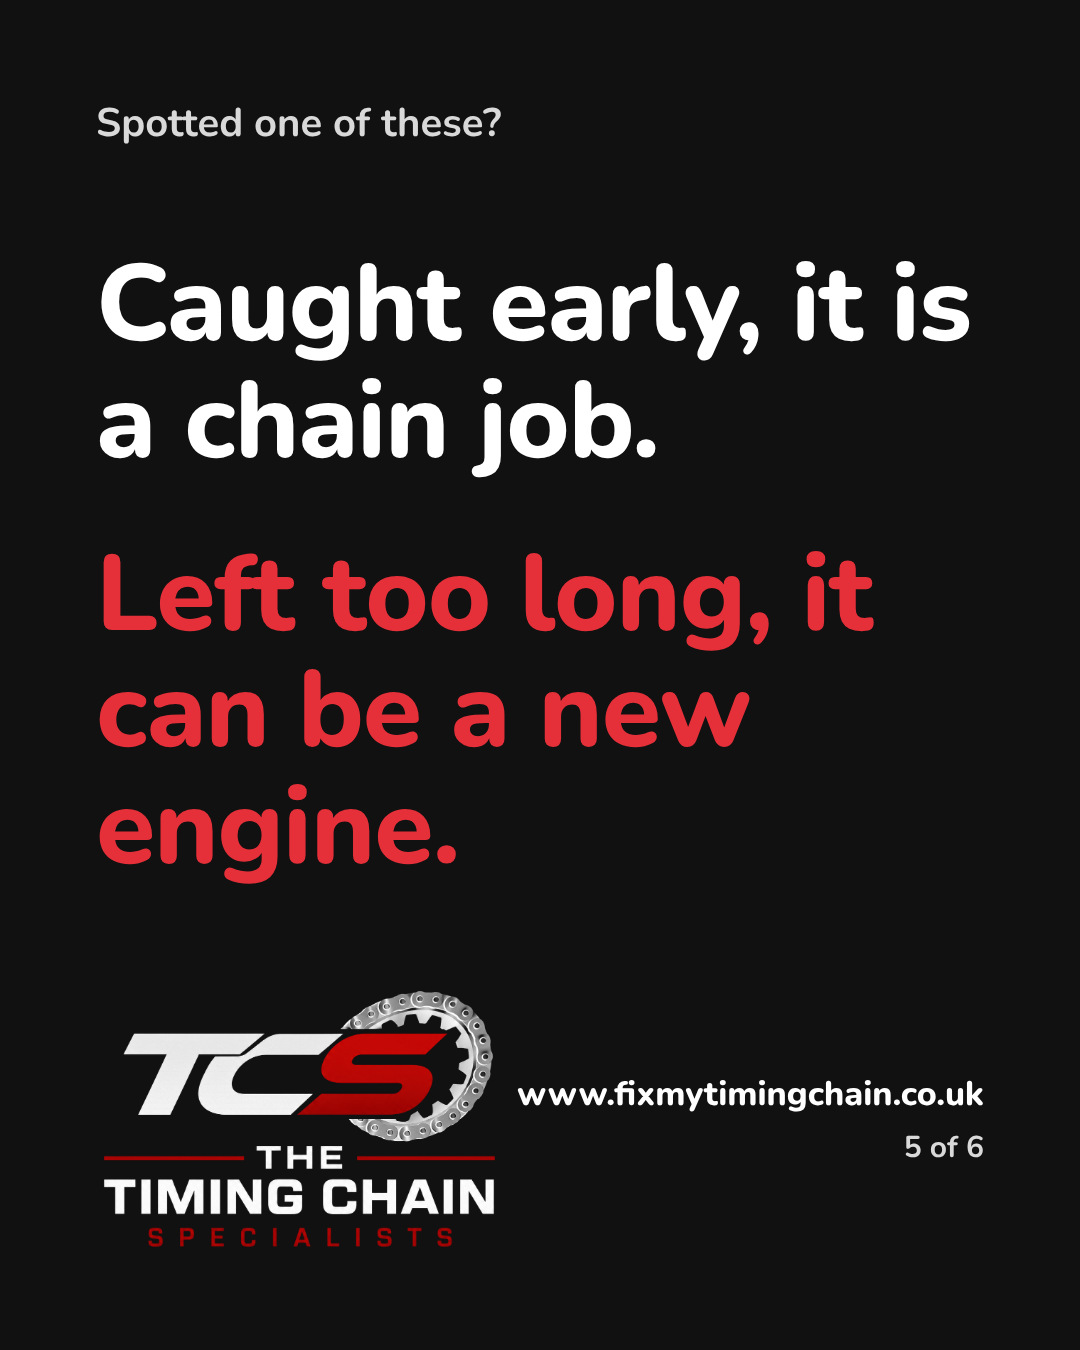 Spotted one of these?
Caught early, it is
a chain job.
Left too long, it
can be a new
engine.
TCS
THE
TIMING CHAIN
SPECIALISTS
www.fixmytimingchain.co.uk
5 of 6